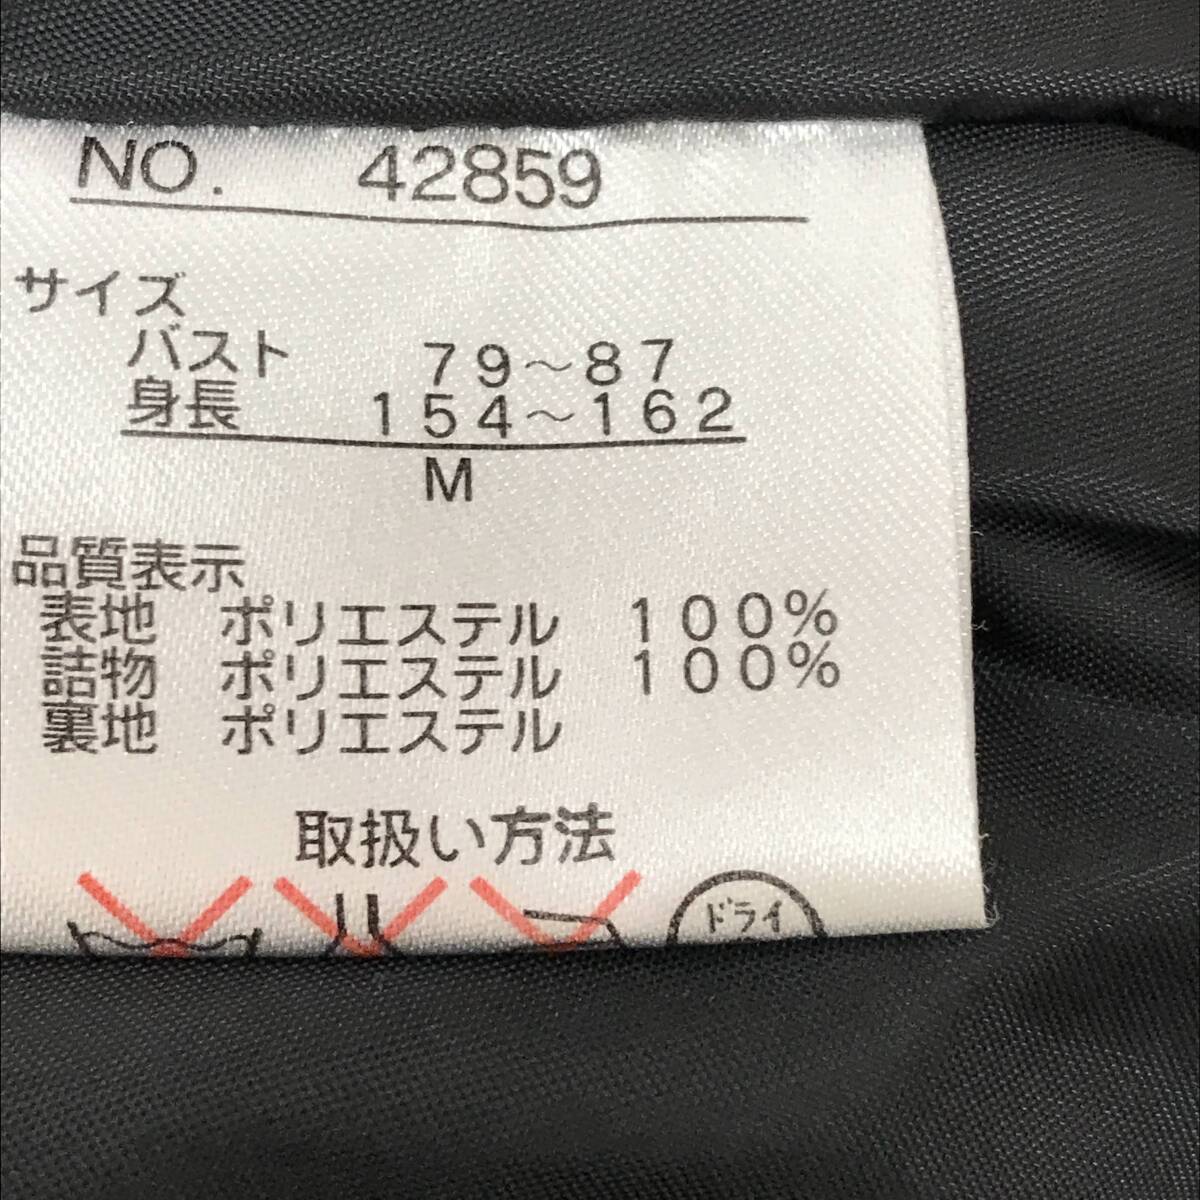 NO. 42859
サイズ
バスト 79～87
身長 154～162
M
品質表示
表地 ポリエステル 100%
詰物 ポリエステル 100%
裏地 ポリエステル
取扱い方法
ドライ